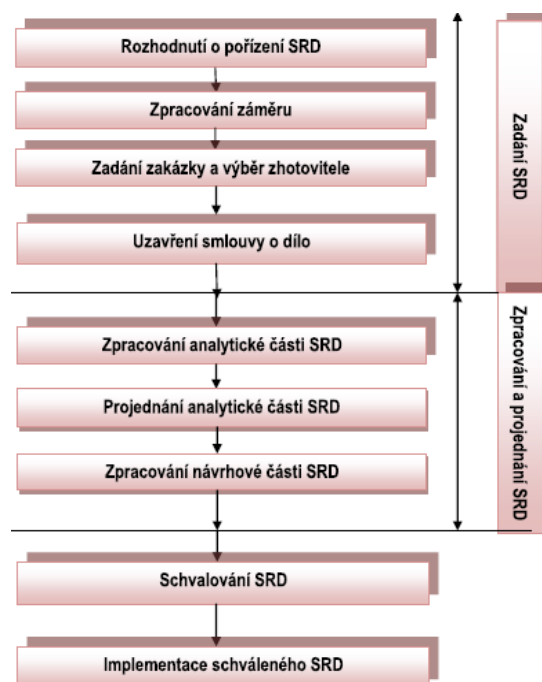 Rozhodnutí o pořízení SRD
Zpracování záměru
Zadání zakázky a výběr zhotovitele
Uzavření smlouvy o dílo
Zadání SRD
Zpracování analytické části SRD
Projednání analytické části SRD
Zpracování návrhové části SRD
Zpracování a projednání SRD
Schvalování SRD
Implementace schváleného SRD